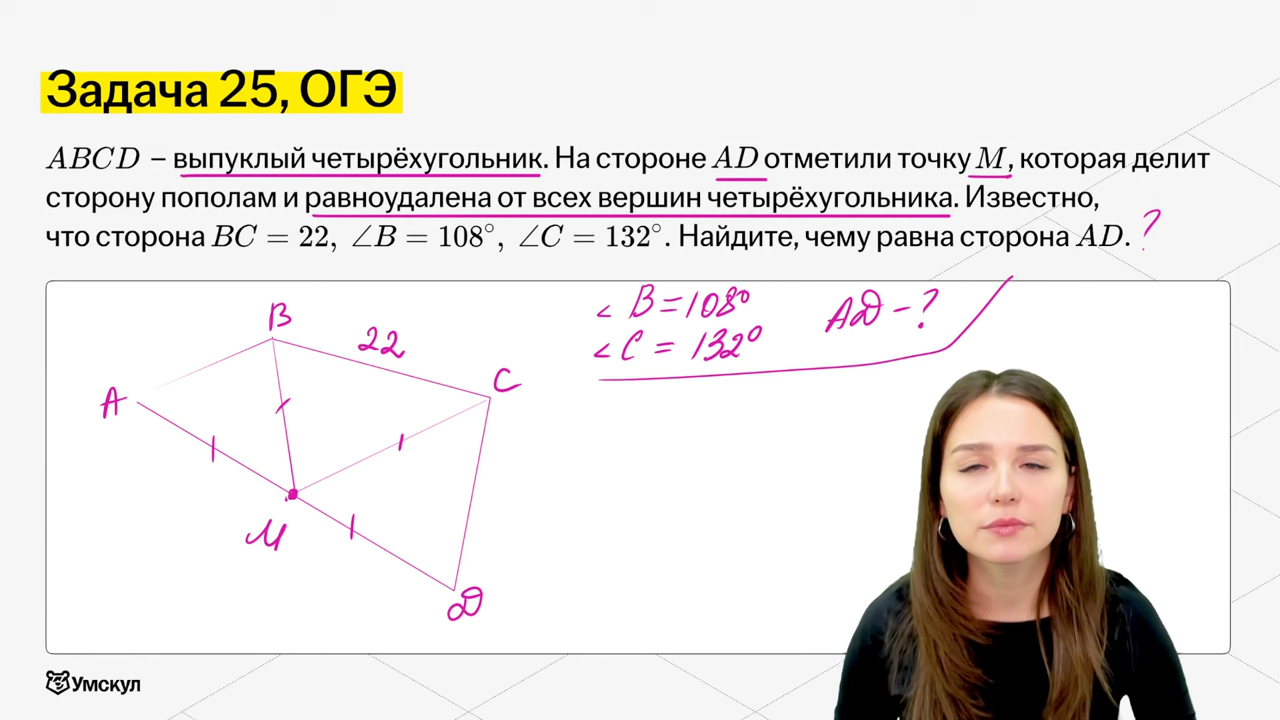 Задача 25, ОГЭ
ABCD – выпуклый четырёхугольник. На стороне AD отметили точку M, которая делит
сторону пополам и равноудалена от всех вершин четырёхугольника. Известно,
что сторона BC = 22, ∠B = 108°, ∠C = 132°. Найдите, чему равна сторона AD. ?
∠ B = 108°
AD - ?
∠ C = 132°
B
22
C
A
M
D
Умскул